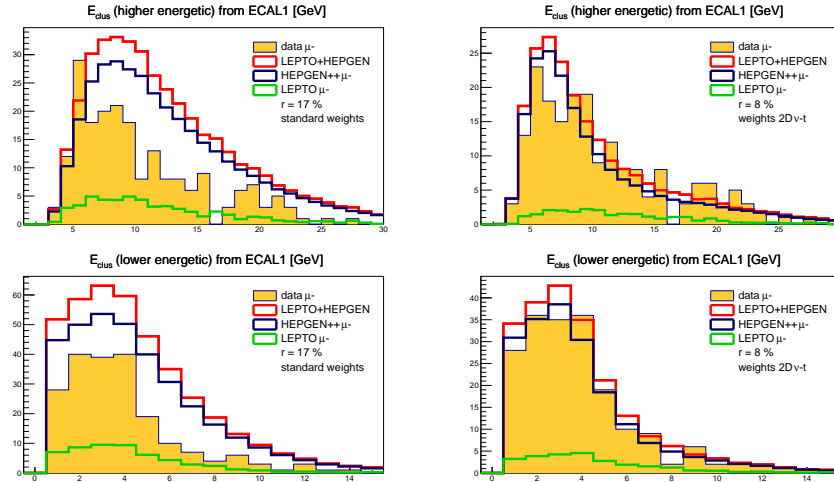 E_clus (higher energetic) from ECAL1 [GeV]
30
25
20
15
10
5
0
data μ-
LEPTO+HEPGEN
HEPGEN++ μ-
LEPTO μ-
r = 17 %
standard weights
5 10 15 20 25 30
E_clus (higher energetic) from ECAL1 [GeV]
25
20
15
10
5
0
data μ-
LEPTO+HEPGEN
HEPGEN++ μ-
LEPTO μ-
r = 8 %
weights 2D ν-t
5 10 15 20 25
E_clus (lower energetic) from ECAL1 [GeV]
60
50
40
30
20
10
0
data μ-
LEPTO+HEPGEN
HEPGEN++ μ-
LEPTO μ-
r = 17 %
standard weights
0 2 4 6 8 10 12 14
E_clus (lower energetic) from ECAL1 [GeV]
40
35
30
25
20
15
10
5
0
data μ-
LEPTO+HEPGEN
HEPGEN++ μ-
LEPTO μ-
r = 8 %
weights 2D ν-t
0 2 4 6 8 10 12 14